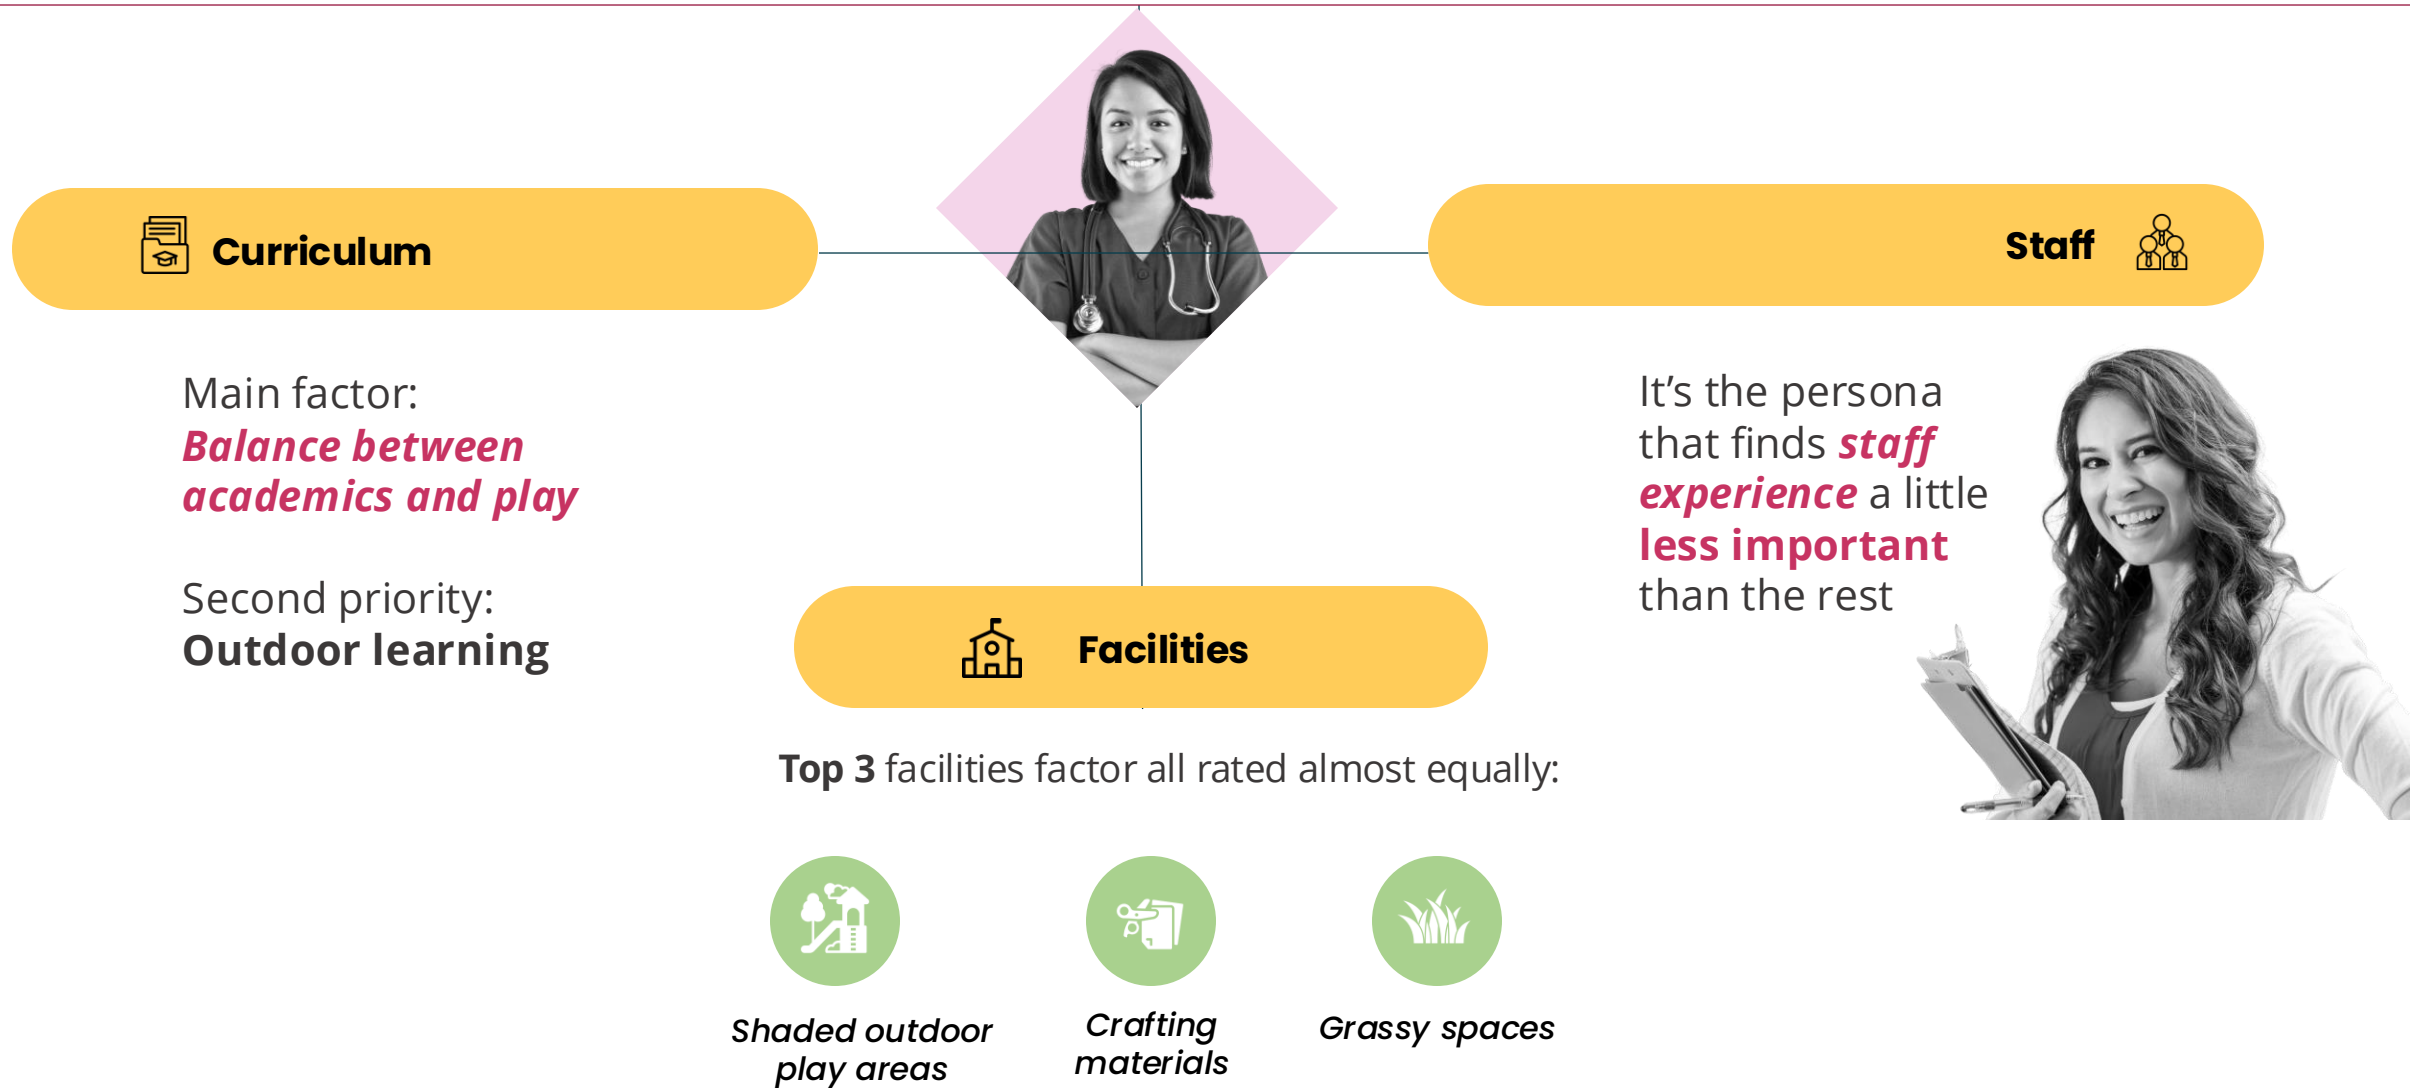 Curriculum
Main factor:
Balance between
academics and play
Second priority:
Outdoor learning
Staff
It’s the persona
that finds staff
experience a little
less important
than the rest
Facilities
Top 3 facilities factor all rated almost equally:
Shaded outdoor
play areas
Crafting
materials
Grassy spaces